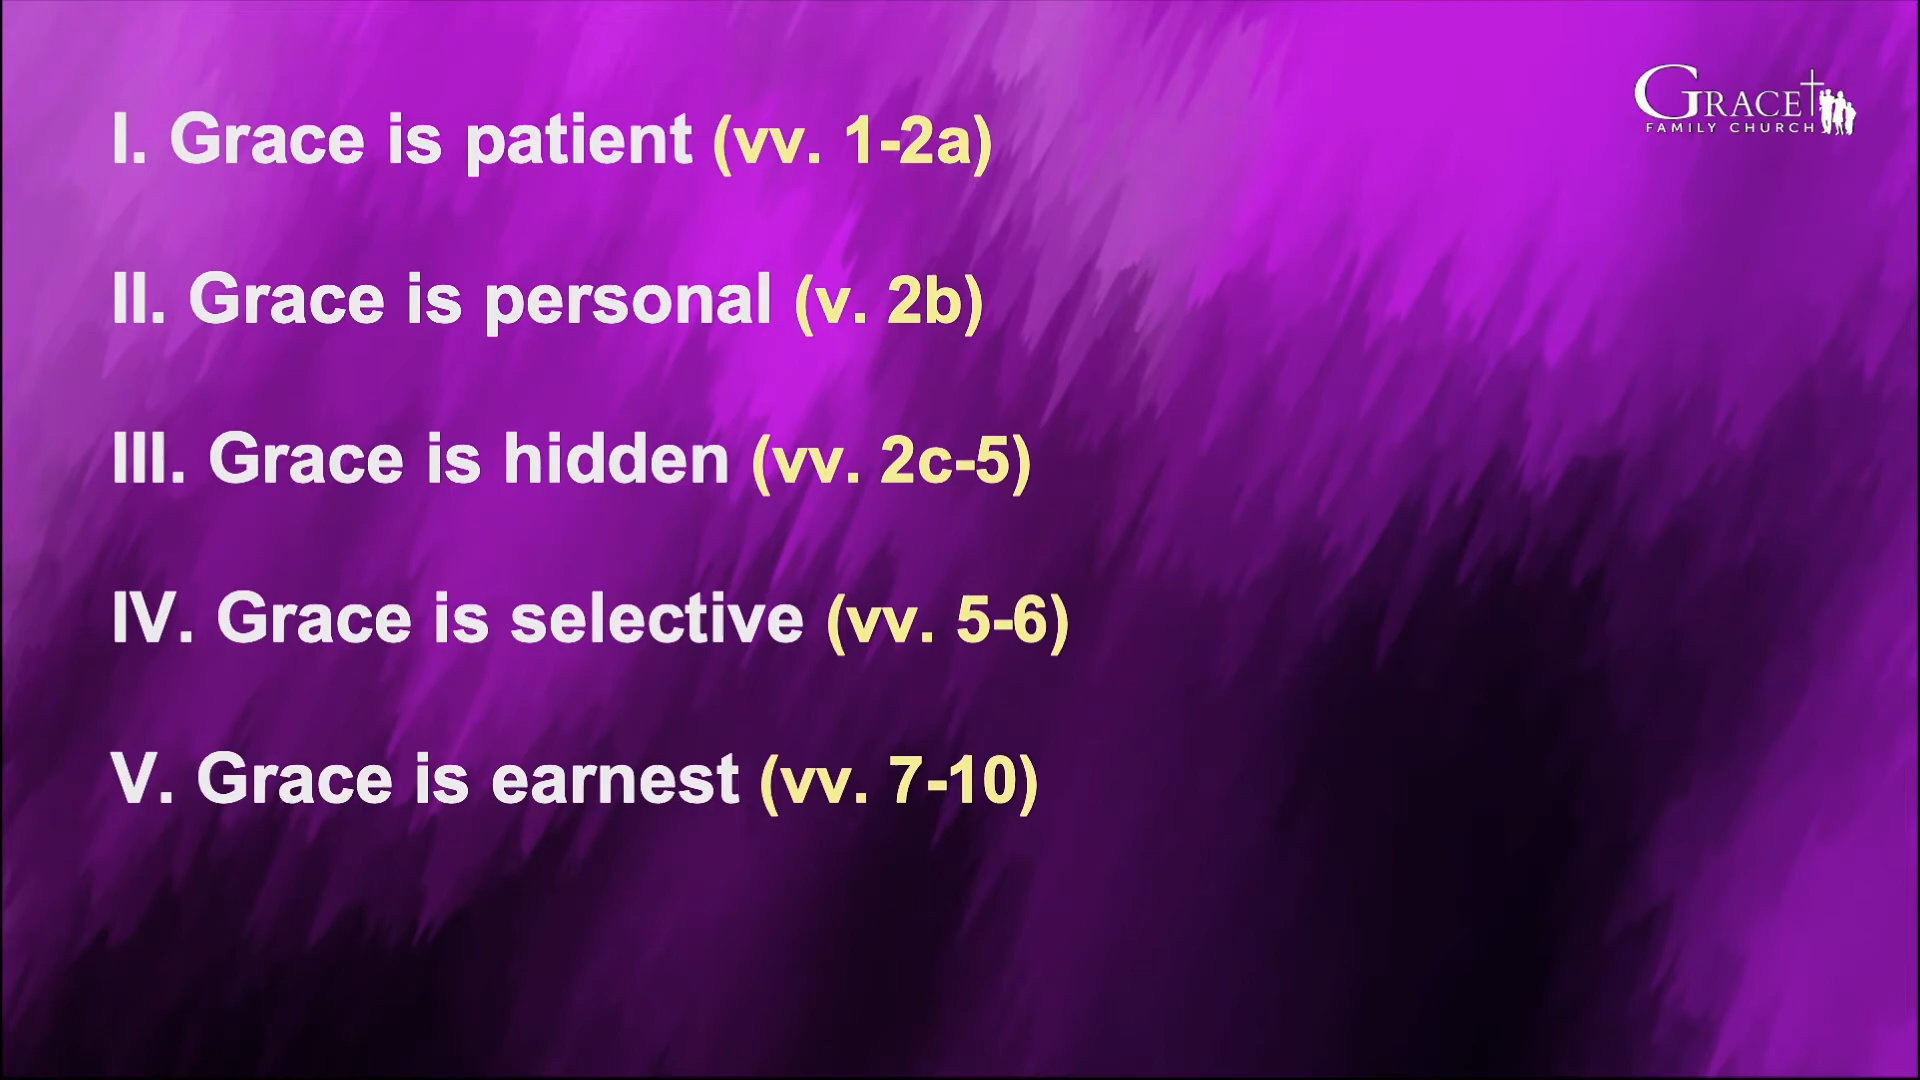 GRACE
FAMILY CHURCH
I. Grace is patient (vv. 1-2a)
II. Grace is personal (v. 2b)
III. Grace is hidden (vv. 2c-5)
IV. Grace is selective (vv. 5-6)
V. Grace is earnest (vv. 7-10)